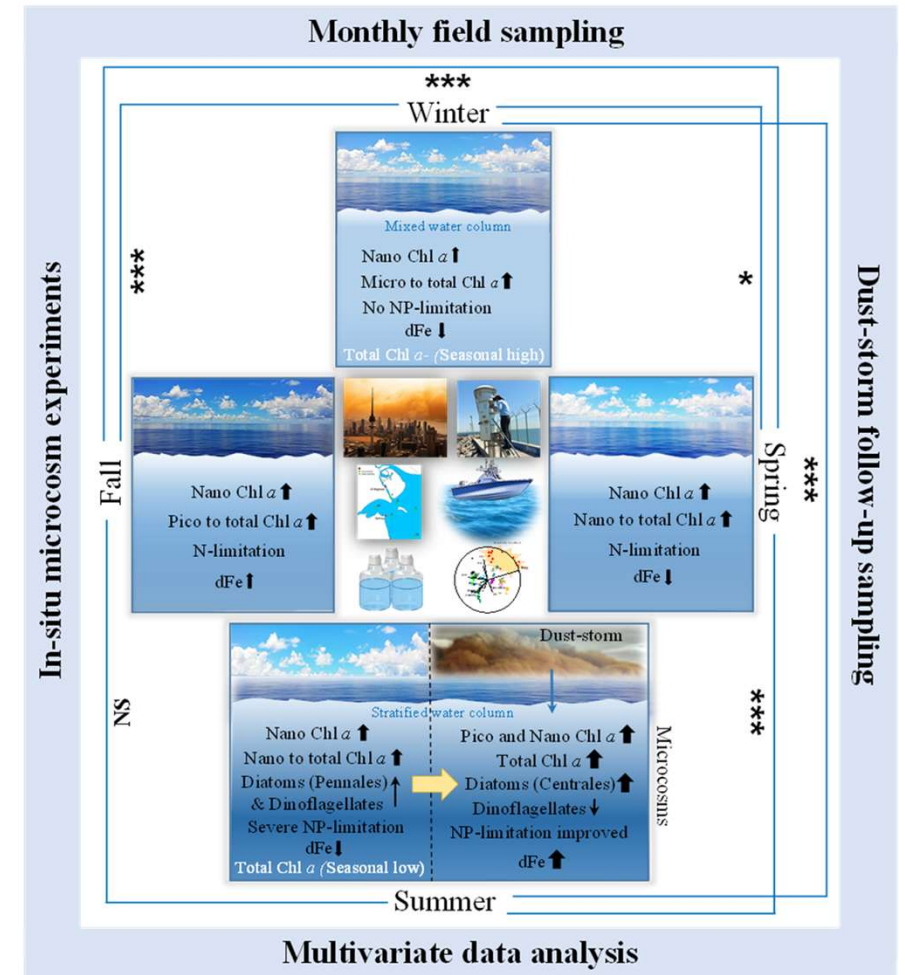 Monthly field sampling
***
Winter
Mixed water column
Nano Chl a ⬆
Micro to total Chl a ⬆
No NP-limitation
dFe ⬇
Total Chl a- (Seasonal high)
***
*
In-situ microcosm experiments
Dust-storm follow-up sampling
Fall
Nano Chl a ⬆
Pico to total Chl a ⬆
N-limitation
dFe ⬆
Nano Chl a ⬆
Nano to total Chl a ⬆
N-limitation
dFe ⬇
Spring
***
NS
Stratified water column
Nano Chl a ⬆
Nano to total Chl a ⬆
Diatoms (Pennales)
& Dinoflagellates ↑
Severe NP-limitation
dFe ⬇
Total Chl a (Seasonal low)
Dust-storm
Pico and Nano Chl a ⬆
Total Chl a ⬆
Diatoms (Centrales) ⬆
Dinoflagellates ⬇
NP-limitation improved
dFe ⬆
Microcosms
***
Summer
Multivariate data analysis